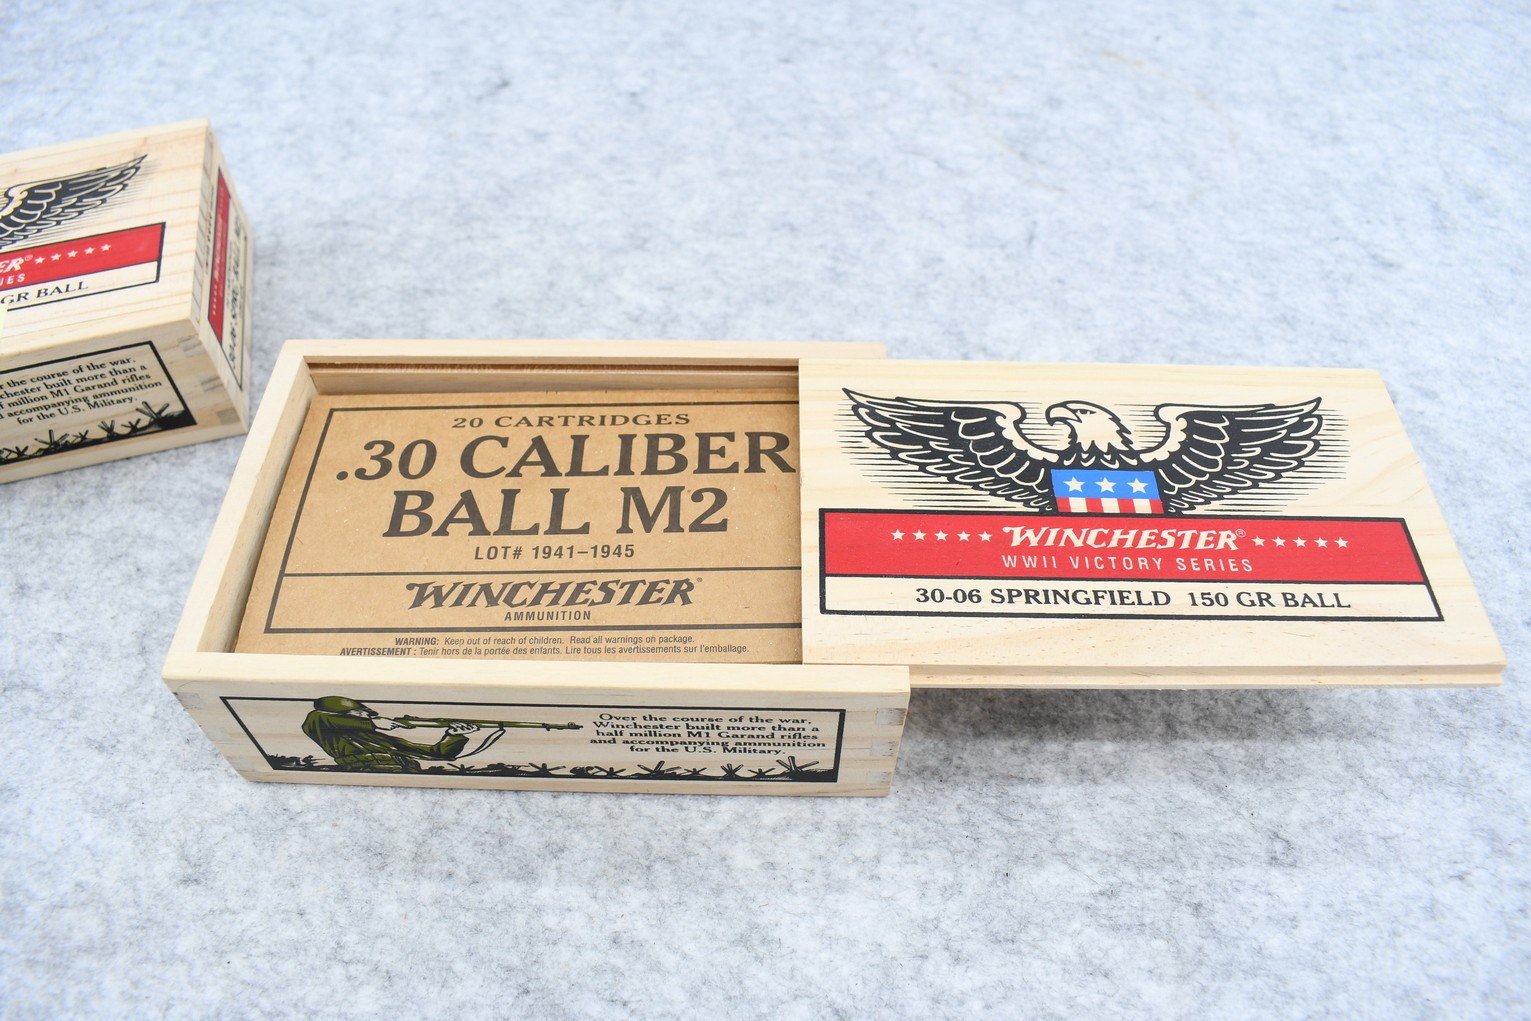 ER®★★★★★
IES
GR BALL
r the course of the war,
chester built more than a
f million M1 Garand rifles
accompanying ammunition
for the U.S. Military.
20 CARTRIDGES
.30 CALIBER
BALL M2
LOT# 1941–1945
WINCHESTER®
AMMUNITION
WARNING: Keep out of reach of children. Read all warnings on package.
AVERTISSEMENT : Tenir hors de la portée des enfants. Lire tous les avertissements sur l'emballage.
★★★★★ WINCHESTER® ★★★★★
WWII VICTORY SERIES
30-06 SPRINGFIELD 150 GR BALL
Over the course of the war,
Winchester built more than a
half million M1 Garand rifles
and accompanying ammunition
for the U.S. Military.